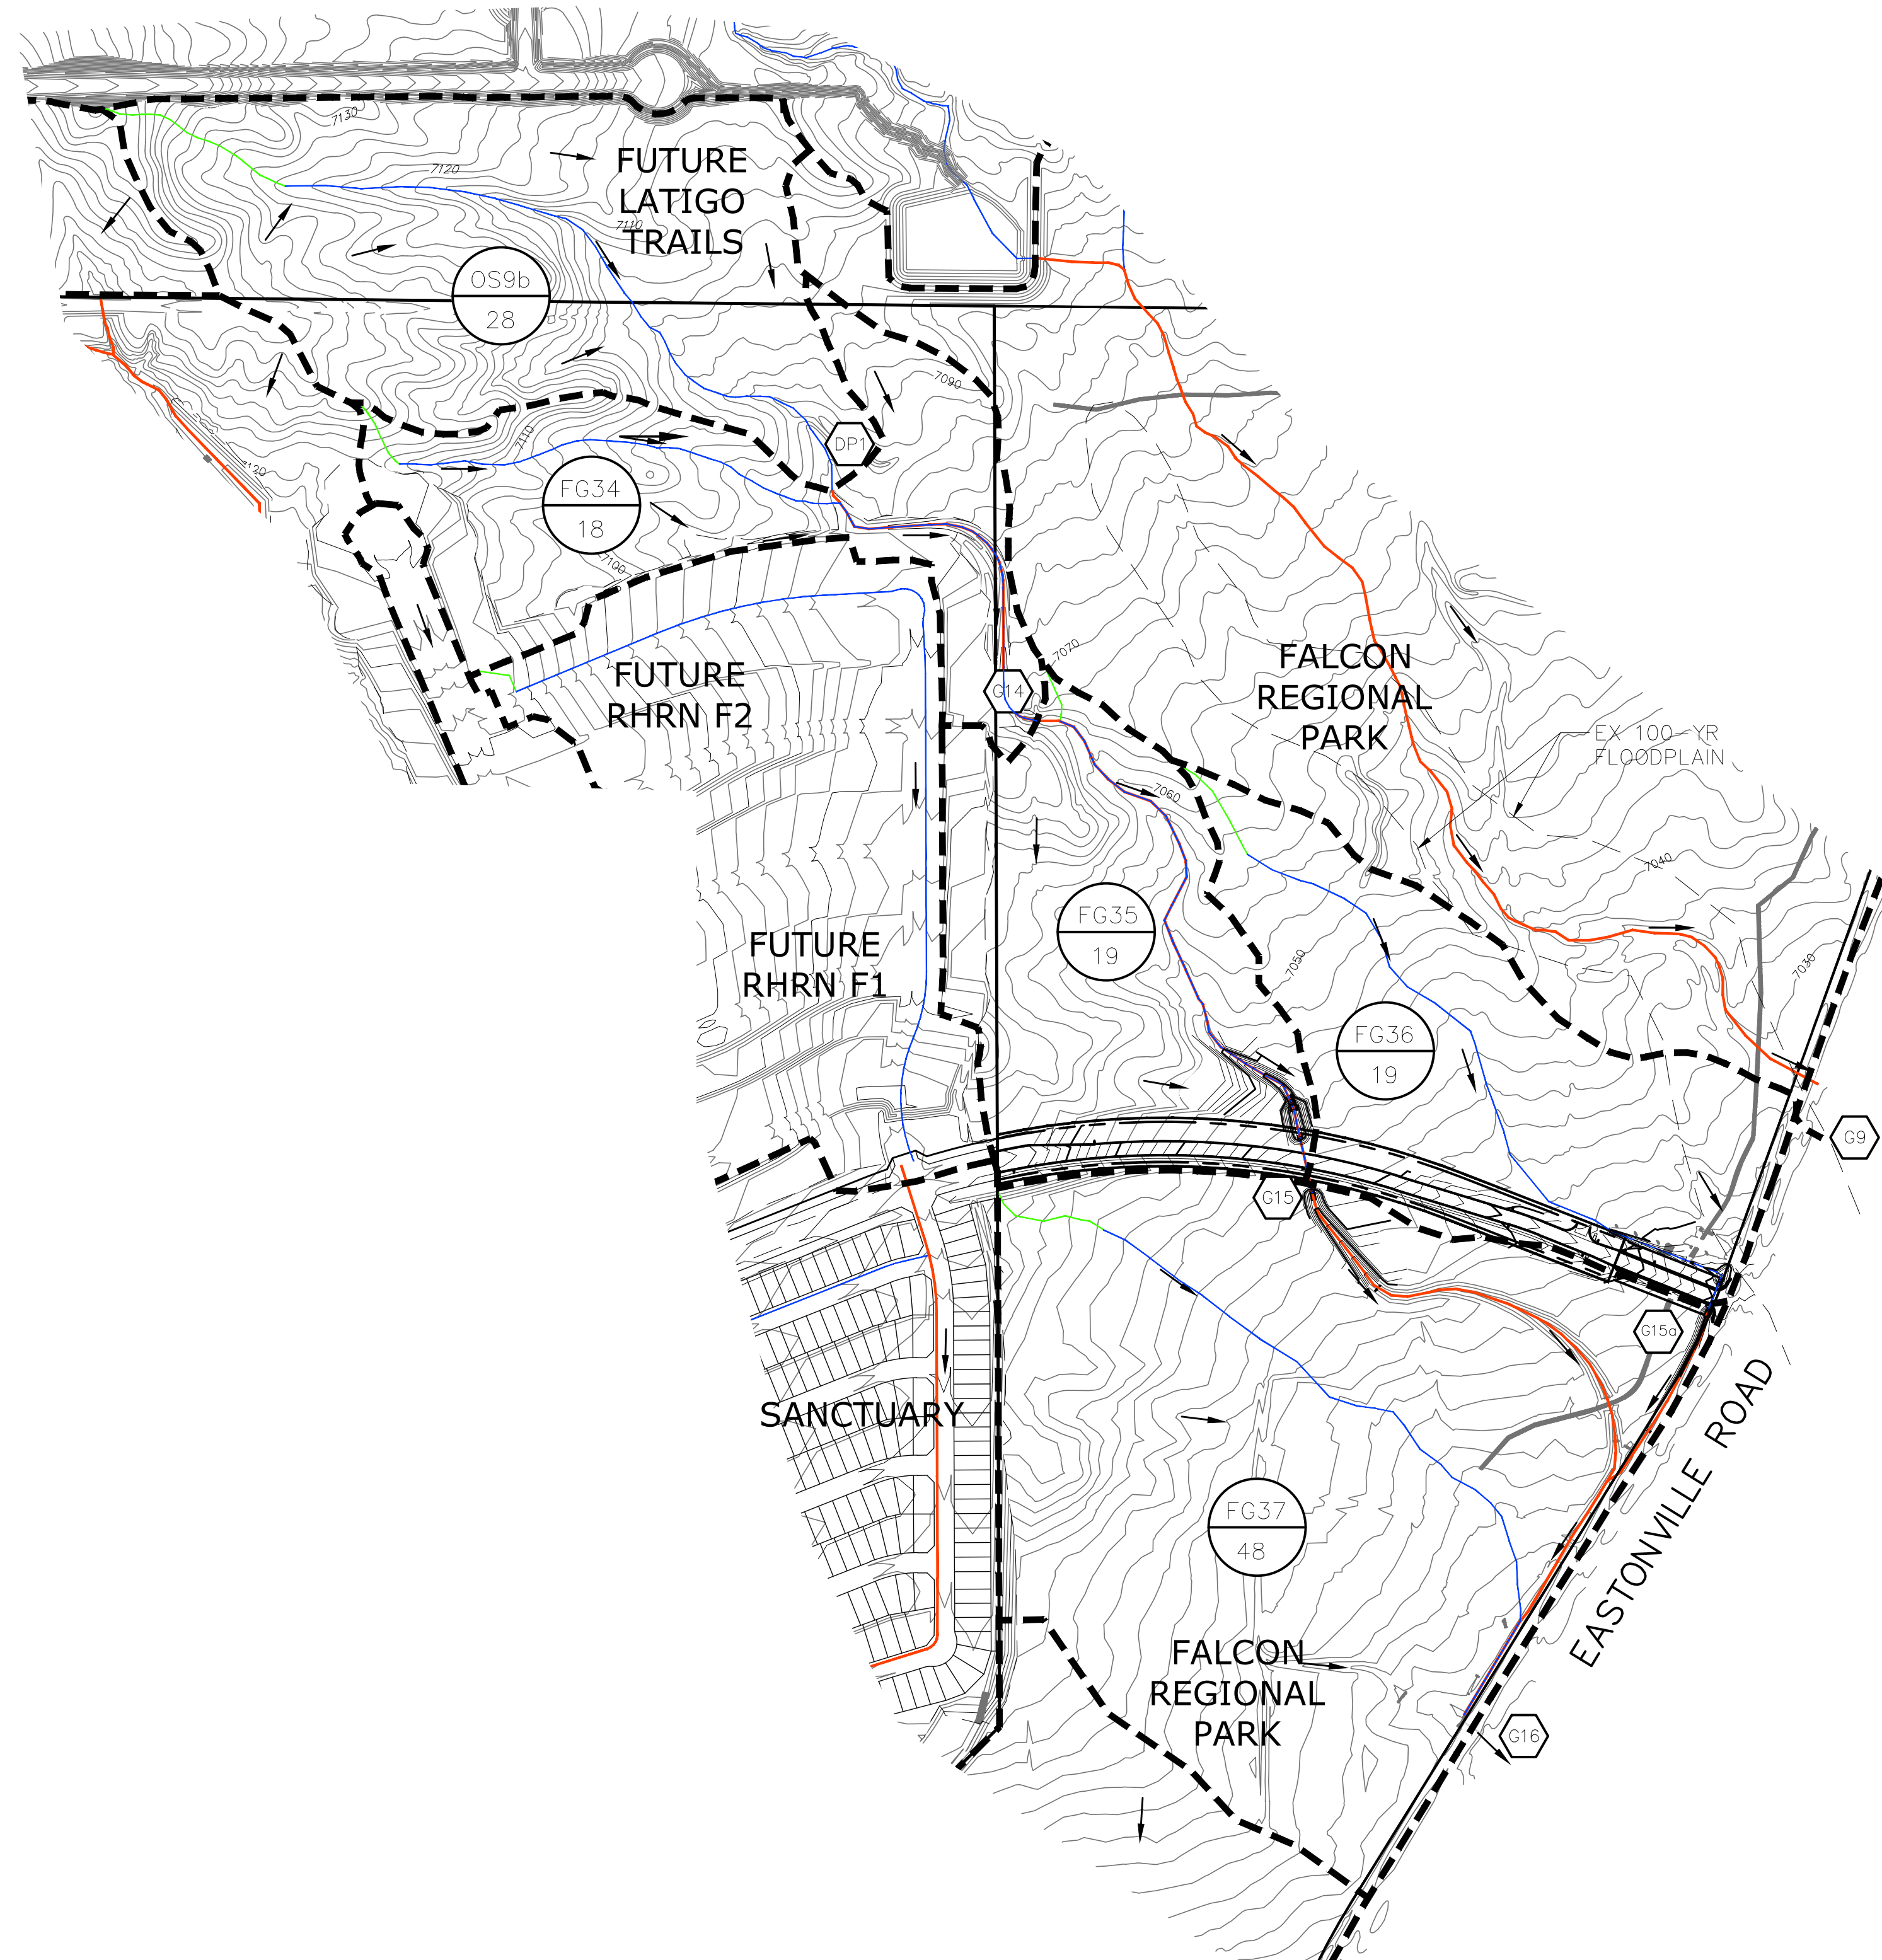 7130
FUTURE
LATIGO
TRAILS
7120
7110
OS9b
28
7090
DP1
7110
7120
FG34
18
7100
FUTURE
RHRN F2
7070
G14
FALCON
REGIONAL
PARK
EX 100-YR
FLOODPLAIN
7060
7040
FG35
19
FUTURE
RHRN F1
7050
7030
FG36
19
G9
G15
G15a
SANCTUARY
EASTONVILLE ROAD
FG37
48
FALCON
REGIONAL
PARK
G16